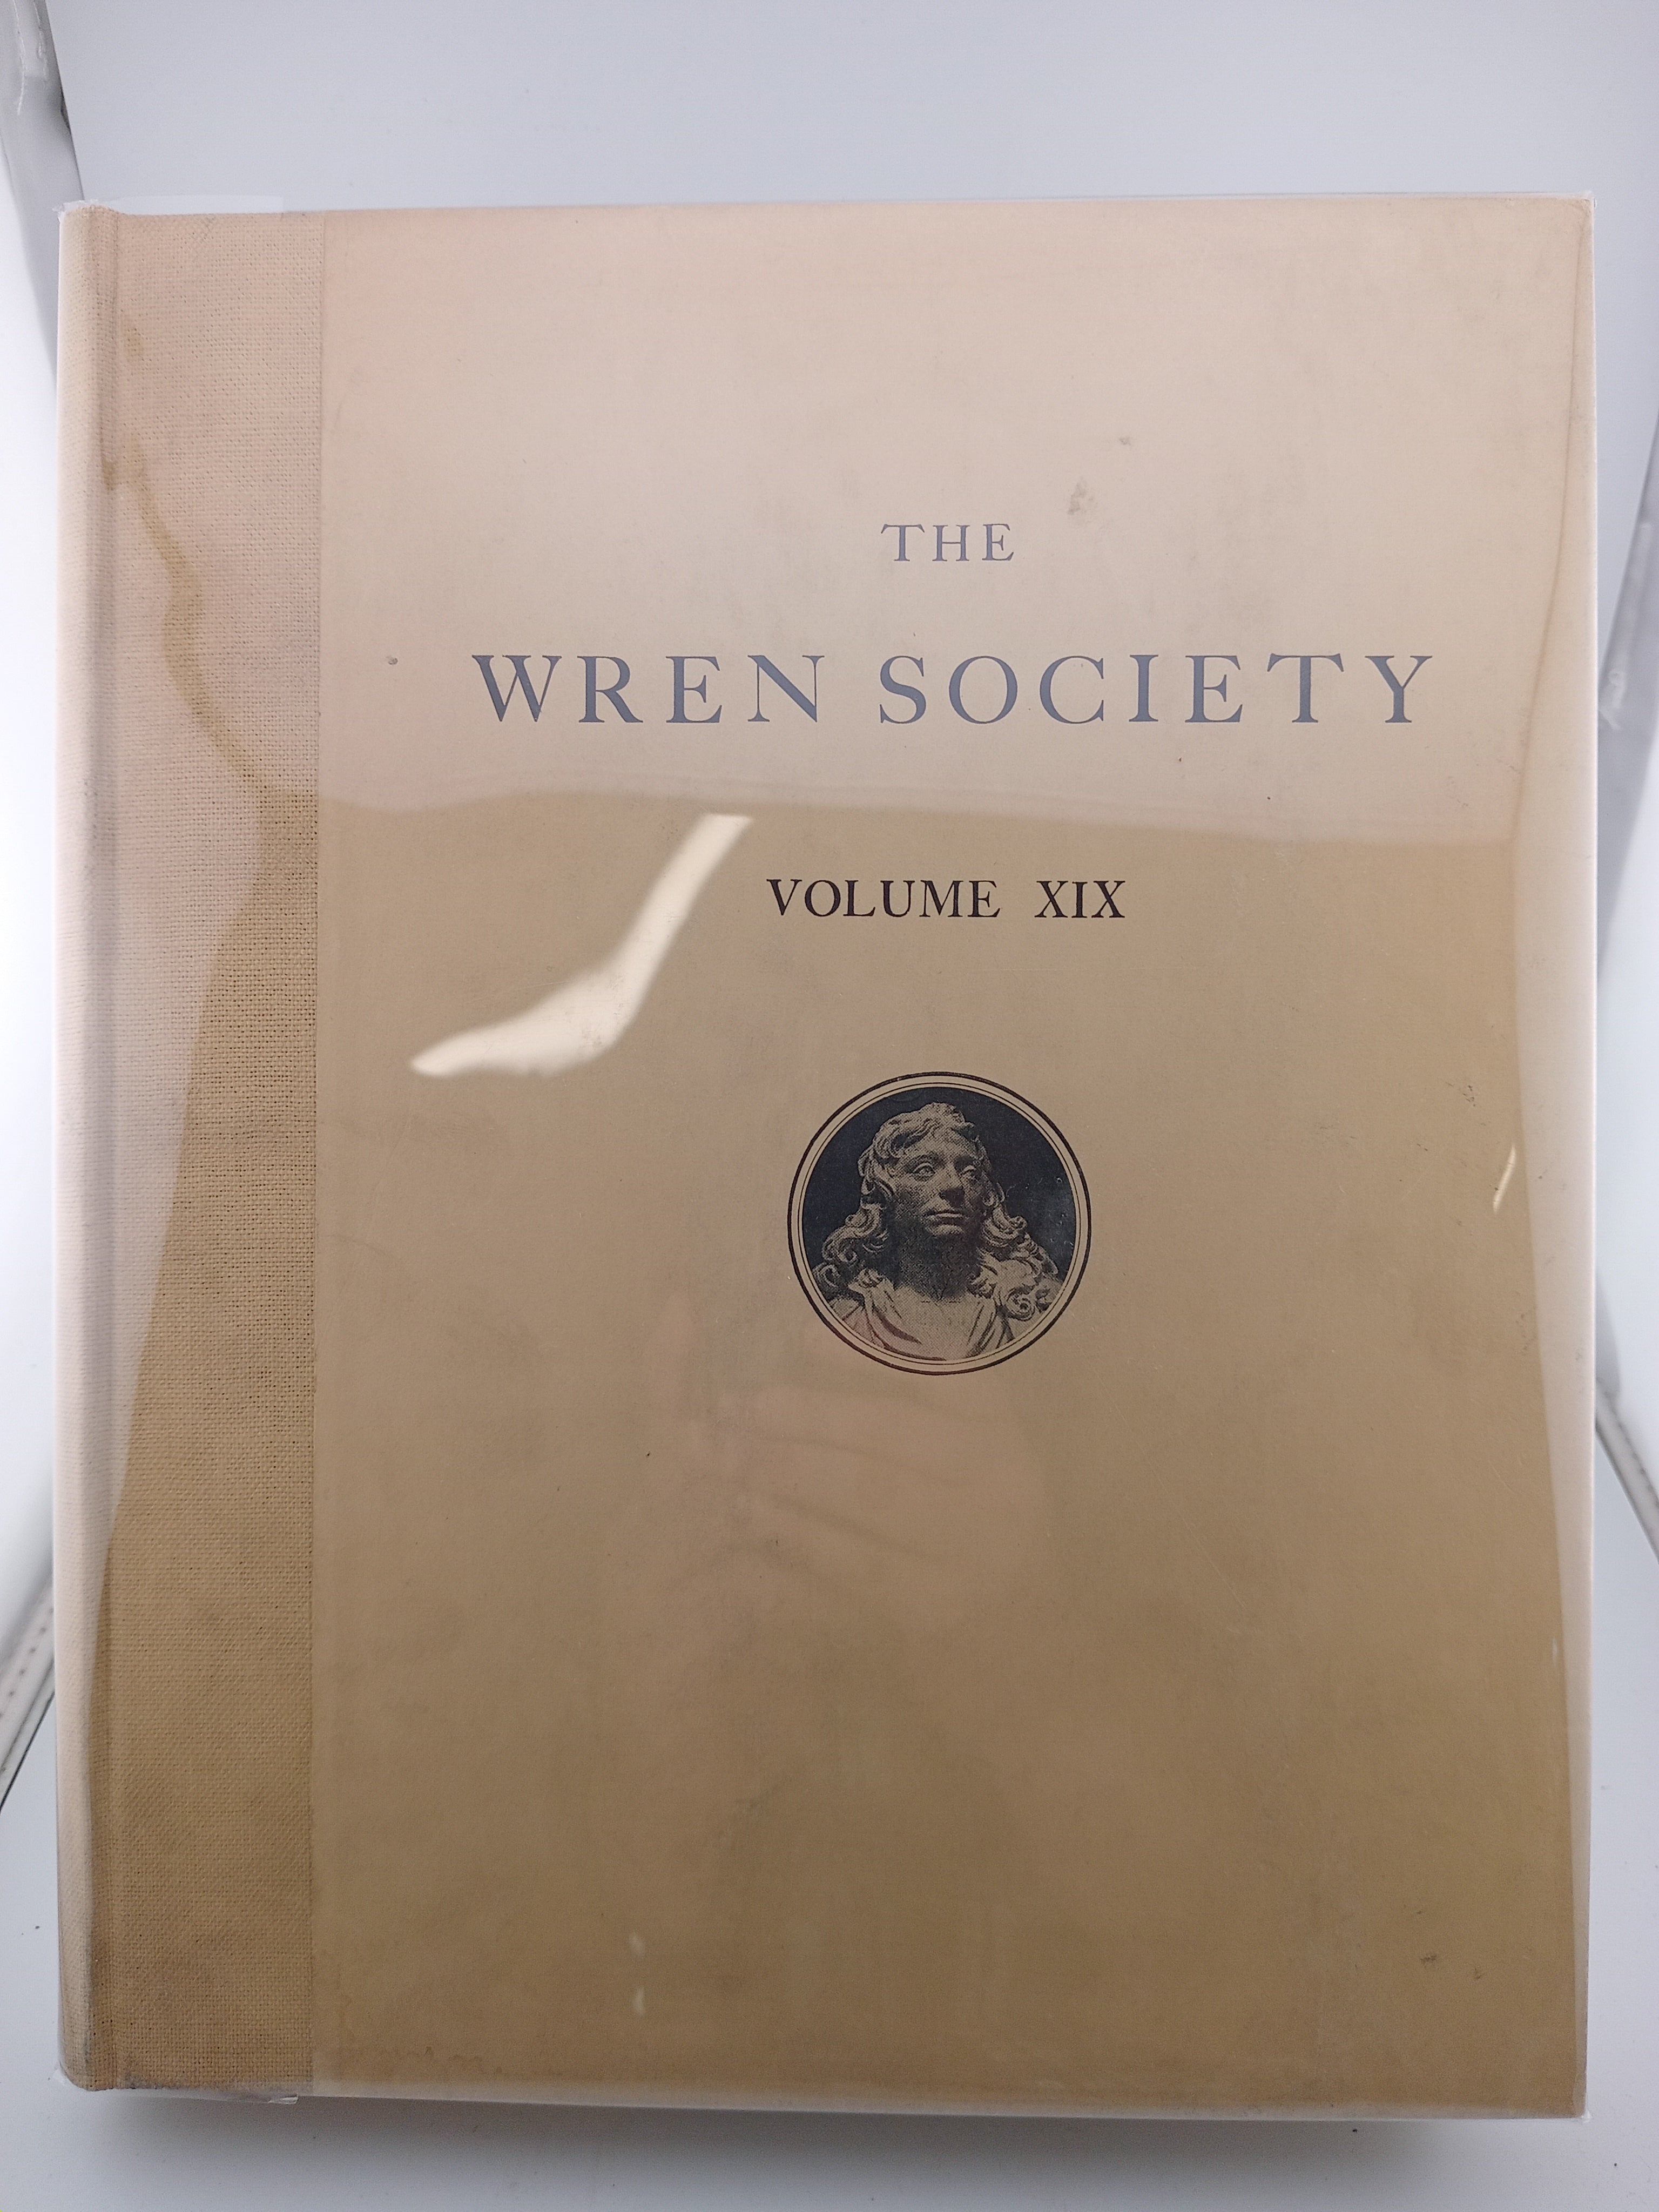 THE
WREN SOCIETY
VOLUME XIX